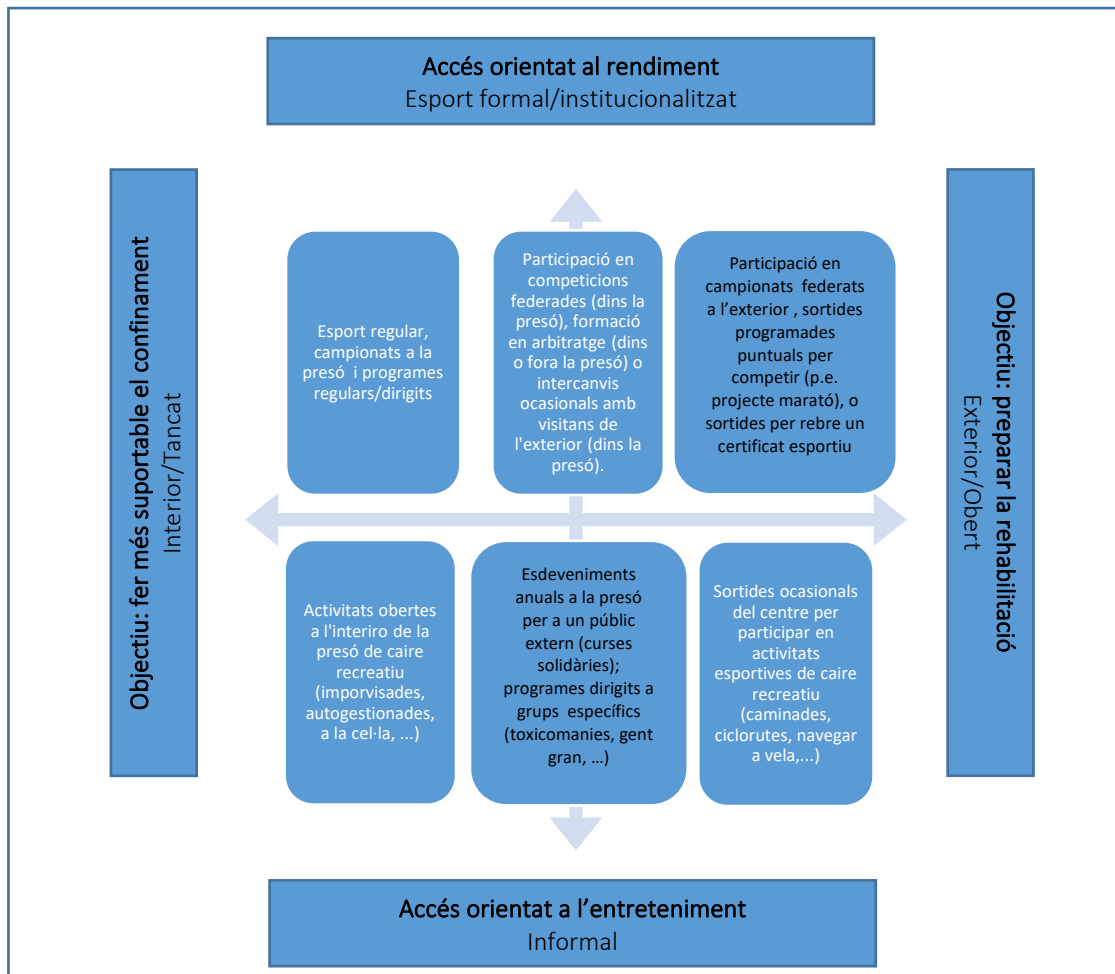 Accés orientat al rendiment
Esport formal/institucionalitzat
Objectiu: fer més suportable el confinament
Interior/Tancat
Esport regular,
campionats a la
presó i programes
regulars/dirigits
Participació en
competicions
federades (dins la
presó), formació
en arbitratge (dins
o fora la presó) o
intercanvis
ocasionals amb
visitans de
l'exterior (dins la
presó).
Participació en
campionats federats
a l’exterior , sortides
programades
puntuals per
competir (p.e.
projecte marató), o
sortides per rebre un
certificat esportiu
Objectiu: preparar la rehabilitació
Exterior/Obert
Activitats obertes
a l'interiro de la
presó de caire
recreatiu
(imporvisades,
autogestionades,
a la cel·la, ...)
Esdeveniments
anuals a la presó
per a un públic
extern (curses
solidàries);
programes dirigits a
grups específics
(toxicomanies, gent
gran, …)
Sortides ocasionals
del centre per
participar en
activitats
esportives de caire
recreatiu
(caminades,
ciclorutes, navegar
a vela,...)
Accés orientat a l’entreteniment
Informal